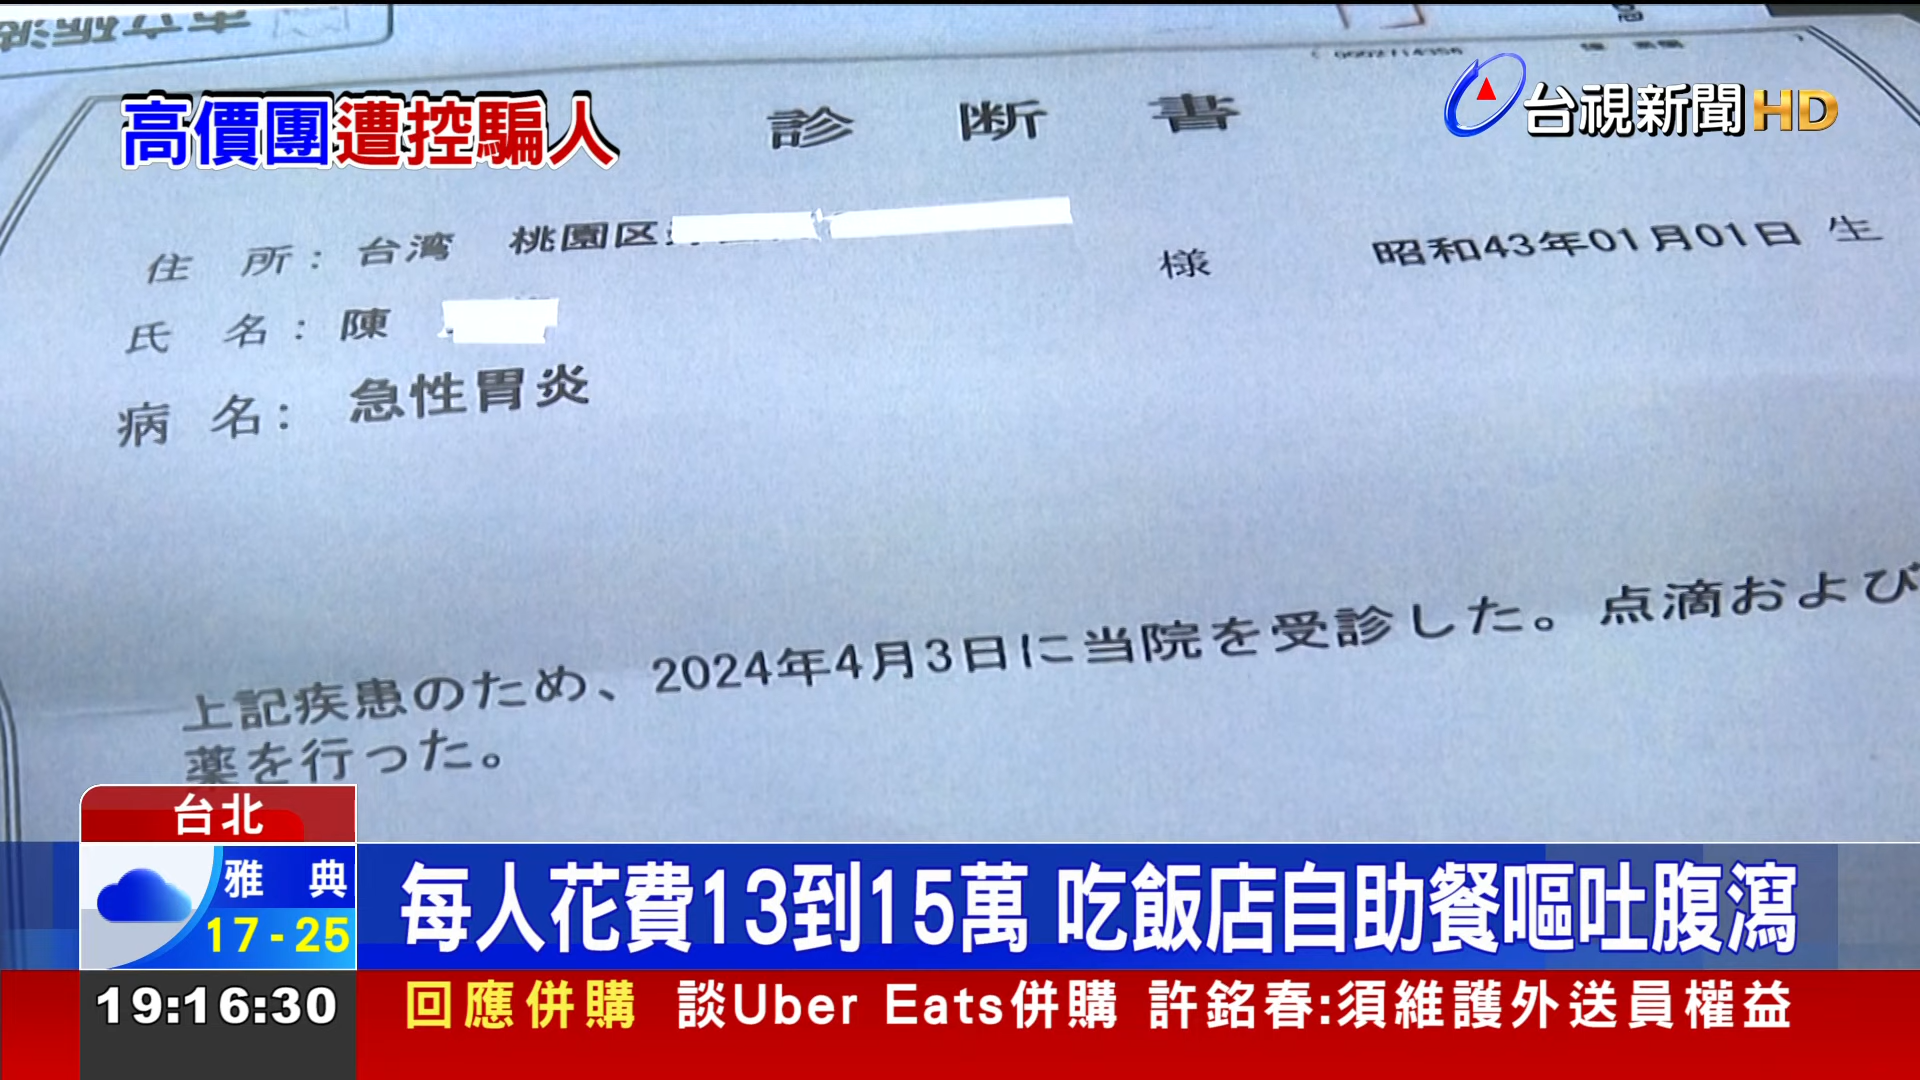 高價團遭控騙人
台視新聞HD
診断書
住所：台湾 桃園区
様 昭和43年01月01日 生
氏名：陳
病名：急性胃炎
上記疾患のため、2024年4月3日に当院を受診した。点滴および
薬を行った。
台北
雅典
17-25
每人花費13到15萬 吃飯店自助餐嘔吐腹瀉
19:16:30
回應併購 談Uber Eats併購 許銘春:須維護外送員權益